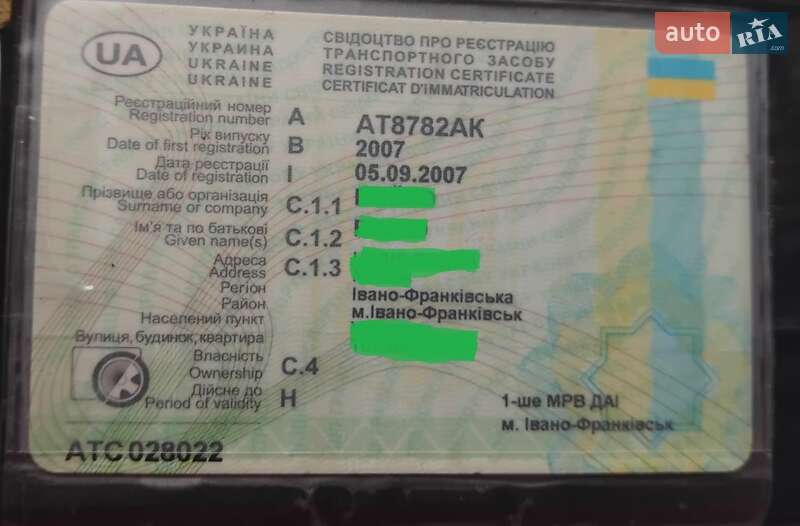 auto RIA .com
UA
УКРАЇНА
УКРАИНА
UKRAINE
UKRAINE
СВІДОЦТВО ПРО РЕЄСТРАЦІЮ
ТРАНСПОРТНОГО ЗАСОБУ
REGISTRATION CERTIFICATE
CERTIFICAT D'IMMATRICULATION
Реєстраційний номер
Registration number A АТ8782АК
Рік випуску
Date of first registration B 2007
Дата реєстрації
Date of registration I 05.09.2007
Прізвище або організація
Surname or company C.1.1
Ім'я та по батькові
Given name(s) C.1.2
Адреса
Address C.1.3
Регіон Івано-Франківська
Район м.Івано-Франківськ
Населений пункт
Вулиця, будинок, квартира
Власність
Ownership C.4
Дійсне до
Period of validity H
1-ше МРВ ДАІ
м. Івано-Франківськ
АТС 028022